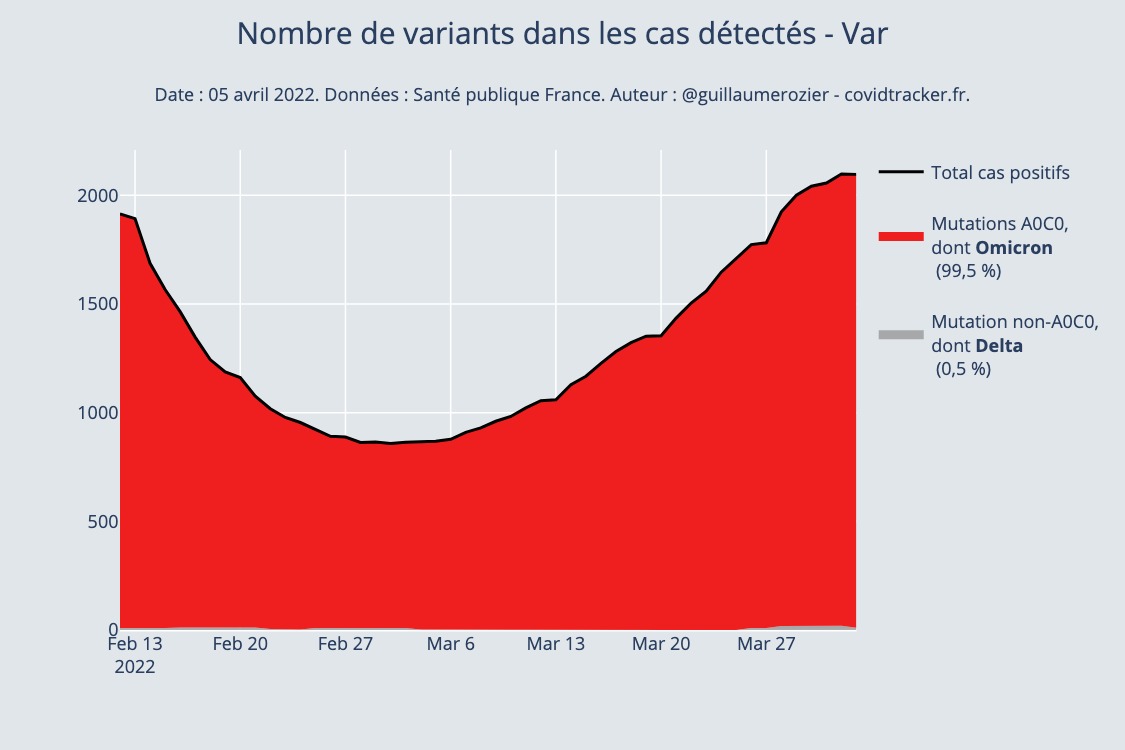 Nombre de variants dans les cas détectés - Var
Date : 05 avril 2022. Données : Santé publique France. Auteur : @guillaumerozier - covidtracker.fr.
2000
1500
1000
500
0
Feb 13
2022
Feb 20
Feb 27
Mar 6
Mar 13
Mar 20
Mar 27
Total cas positifs
Mutations A0C0,
dont Omicron
(99,5 %)
Mutation non-A0C0,
dont Delta
(0,5 %)